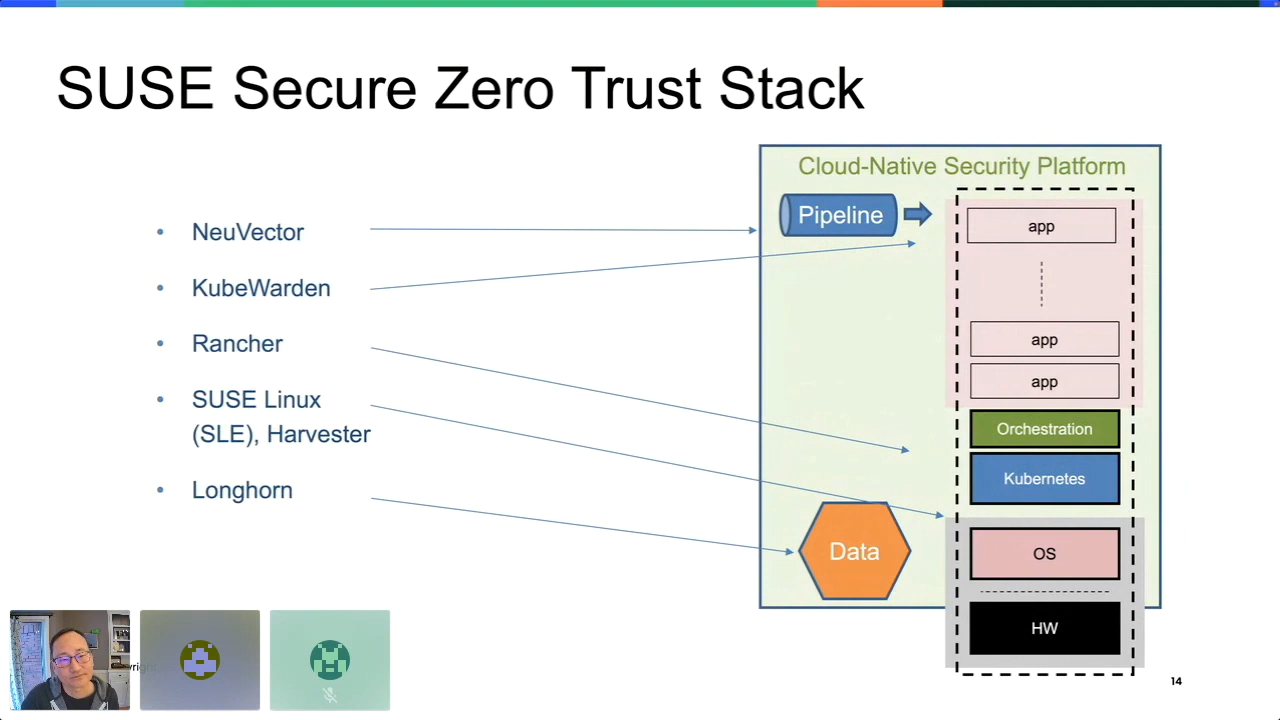 SUSE Secure Zero Trust Stack
Cloud-Native Security Platform
Pipeline
app
• NeuVector
• KubeWarden
• Rancher
• SUSE Linux
(SLE), Harvester
• Longhorn
app
app
Orchestration
Kubernetes
Data
OS
HW
14